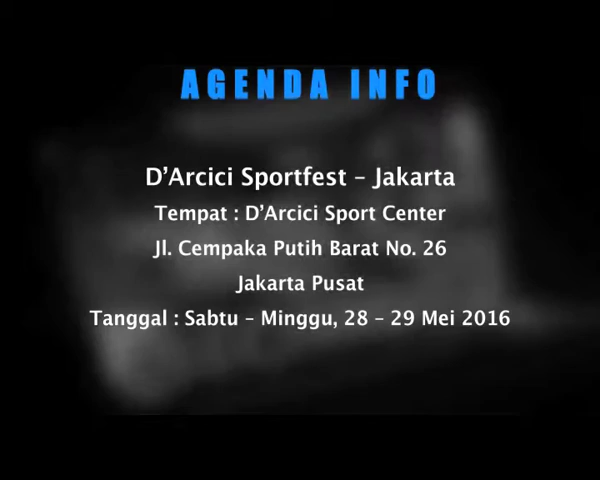 AGENDA INFO
D'Arcici Sportfest – Jakarta
Tempat : D'Arcici Sport Center
Jl. Cempaka Putih Barat No. 26
Jakarta Pusat
Tanggal : Sabtu – Minggu, 28 – 29 Mei 2016